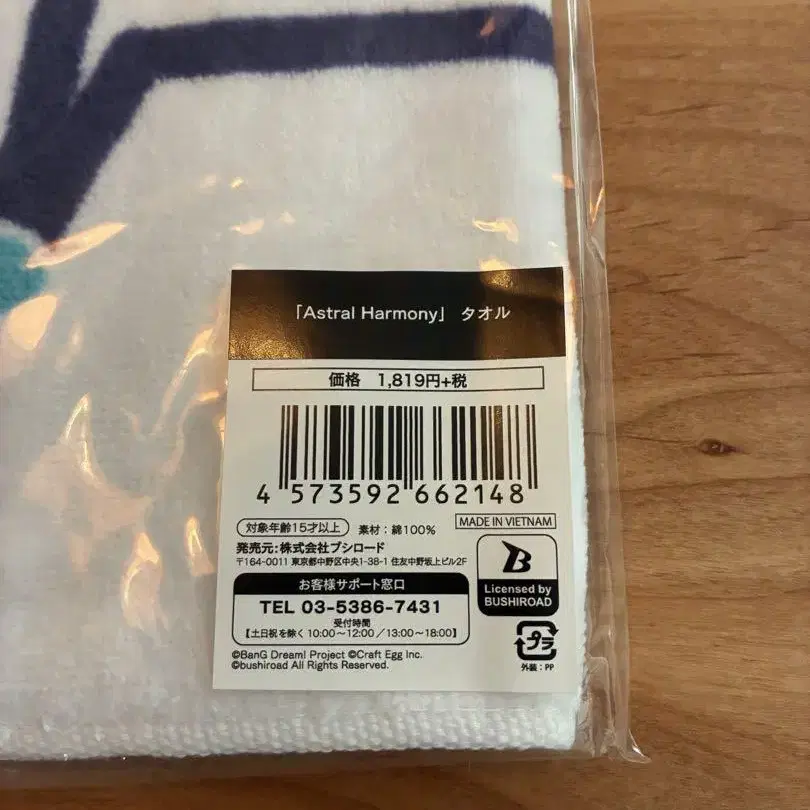 「Astral Harmony」 タオル
価格 1,819円+税
4 573592 662148
対象年齢15才以上 素材：綿100% MADE IN VIETNAM
発売元：株式会社ブシロード
〒164-0011 東京都中野区中央1-38-1 住友中野坂上ビル2F
お客様サポート窓口
TEL 03-5386-7431
受付時間
【土日祝を除く 10:00～12:00／13:00～18:00】
B
Licensed by
BUSHIROAD
プラ
外装：PP
©BanG Dream! Project ©Craft Egg Inc.
©bushiroad All Rights Reserved.